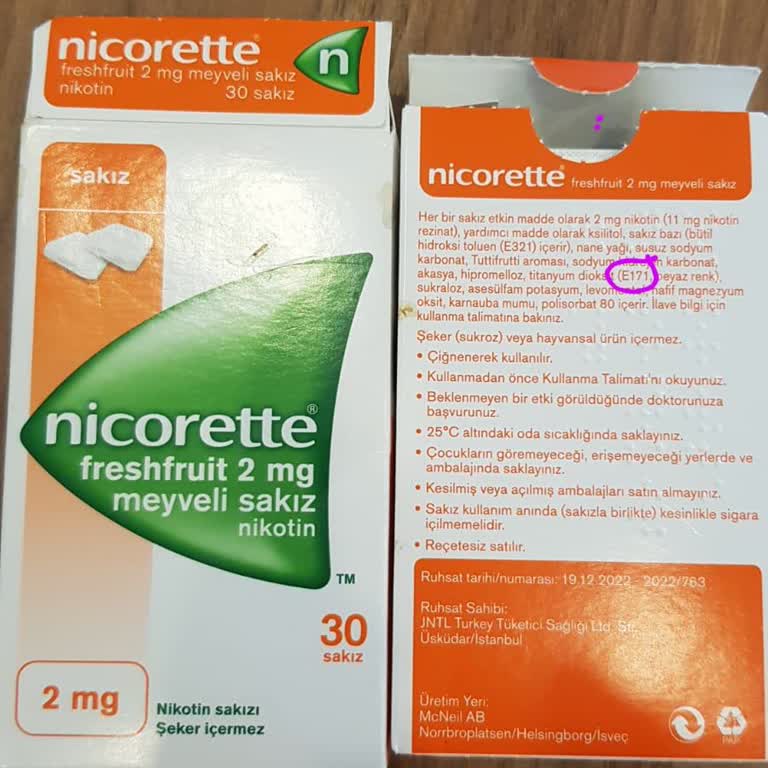 nicorette®
freshfruit 2 mg meyveli sakız
nikotin 30 sakız
n
sakız
nicorette®
freshfruit 2 mg
meyveli sakız
nikotin
TM
30
sakız
2 mg
Nikotin sakızı
Şeker içermez
nicorette® freshfruit 2 mg meyveli sakız
Her bir sakız etkin madde olarak 2 mg nikotin (11 mg nikotin
rezinat), yardımcı madde olarak ksilitol, sakız bazı (bütil
hidroksi toluen (E321) içerir), nane yağı, susuz sodyum
karbonat, Tuttifrutti aroması, sodyum karbonat,
akasya, hipromelloz, titanyum (E171, beyaz renk),
sukraloz, asesülfam potasyum, hafif magnezyum
oksit, karnauba mumu, polisorbat 80 içerir. İlave bilgi için
kullanma talimatına bakınız.
Şeker (sukroz) veya hayvansal ürün içermez.
• Çiğnenerek kullanılır.
• Kullanmadan önce Kullanma Talimatı'nı okuyunuz.
• Beklenmeyen bir etki görüldüğünde doktorunuza
başvurunuz.
• 25°C altındaki oda sıcaklığında saklayınız.
• Çocukların göremeyeceği, erişemeyeceği yerlerde ve
ambalajında saklayınız.
• Kesilmiş veya açılmış ambalajları satın almayınız.
• Sakız kullanım anında (sakızla birlikte) kesinlikle sigara
içilmemelidir.
• Reçetesiz satılır.
Ruhsat tarihi/numarası: 19.12.2022 - 2022/763
Ruhsat Sahibi:
JNTL Turkey Tüketici Sağlığı Ltd. Şti.
Üsküdar/İstanbul
Üretim Yeri:
McNeil AB
Norrbroplatsen/Helsingborg/İsveç
PAP